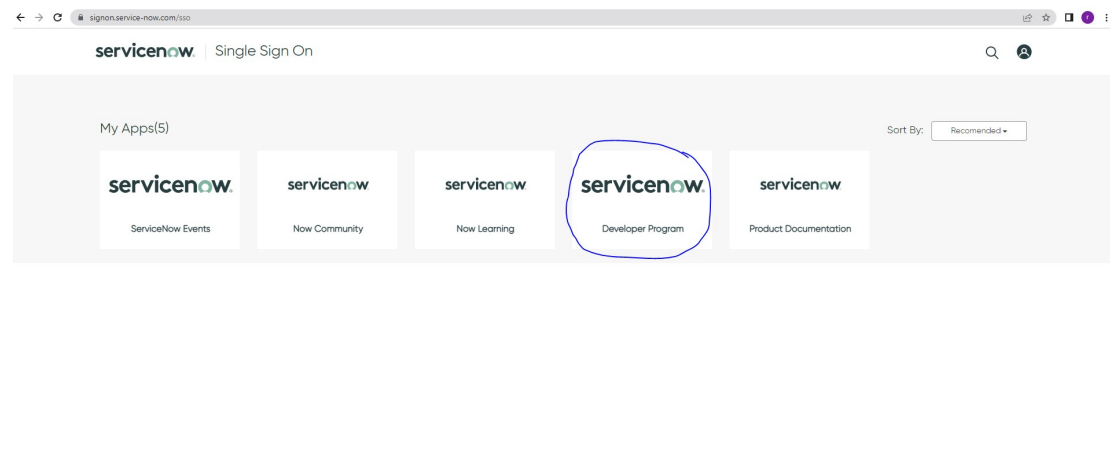 signon.service-now.com/sso
r
servicenow. Single Sign On
My Apps(5)
Sort By: Recomended
servicenow. servicenow servicenow servicenow. servicenow
ServiceNow Events Now Community Now Learning Developer Program Product Documentation